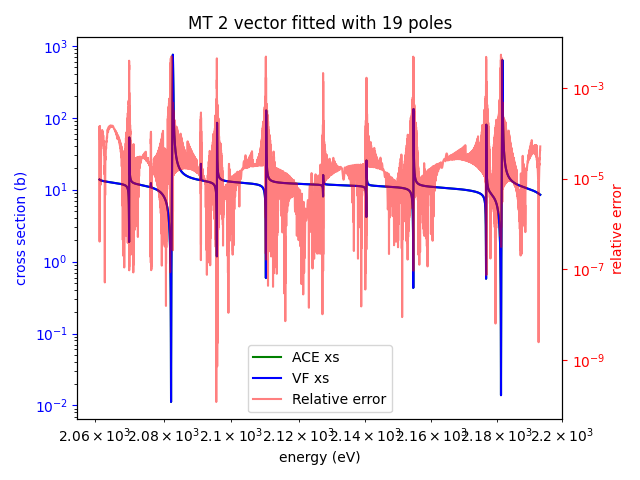 MT 2 vector fitted with 19 poles
10³
10²
10¹
10⁰
10⁻¹
10⁻²
cross section (b)
10⁻³
10⁻⁵
10⁻⁷
10⁻⁹
relative error
ACE xs
VF xs
Relative error
2.06 × 10³ 2.08 × 10³ 2.1 × 10³ 2.12 × 10³ 2.14 × 10³ 2.16 × 10³ 2.18 × 10³ 2.2 × 10³
energy (eV)